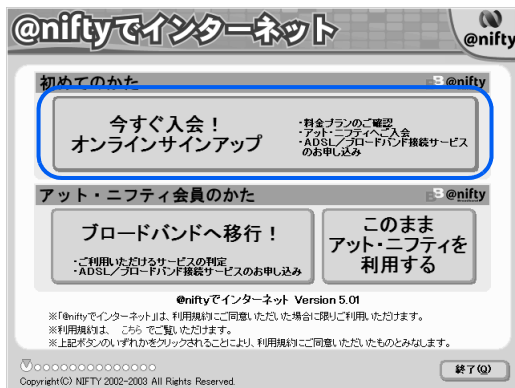 @niftyでインターネット
@nifty
初めてのかた
@nifty
今すぐ入会！
オンラインサインアップ
・料金プランのご確認
・アット・ニフティへご入会
・ADSL／ブロードバンド接続サービス
のお申し込み
アット・ニフティ会員のかた
@nifty
ブロードバンドへ移行！
・ご利用いただけるサービスの判定
・ADSL／ブロードバンド接続サービスのお申し込み
このまま
アット・ニフティを
利用する
@niftyでインターネット Version 5.01
※「@niftyでインターネット」は、利用規約にご同意いただいた場合に限りご利用いただけます。
※利用規約は、 こちら でご覧いただけます。
※上記ボタンのいずれかをクリックされることにより、利用規約にご同意いただいたものとみなします。
終了(Q)
Copyright(C) NIFTY 2002-2003 All Rights Reserved.